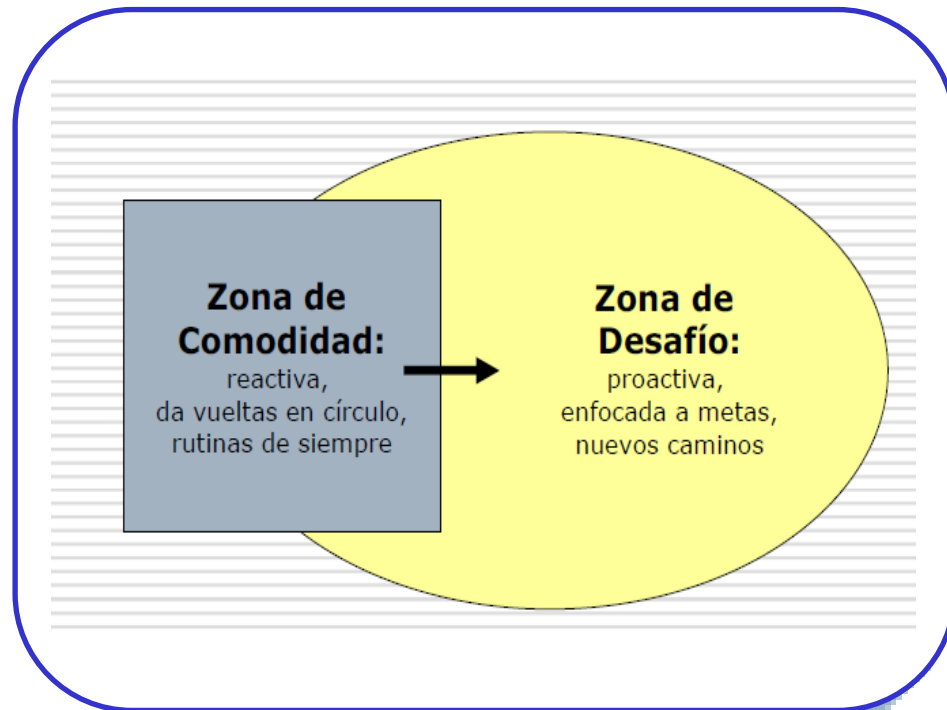 Zona de
Comodidad:
reactiva,
da vueltas en círculo,
rutinas de siempre
Zona de
Desafío:
proactiva,
enfocada a metas,
nuevos caminos